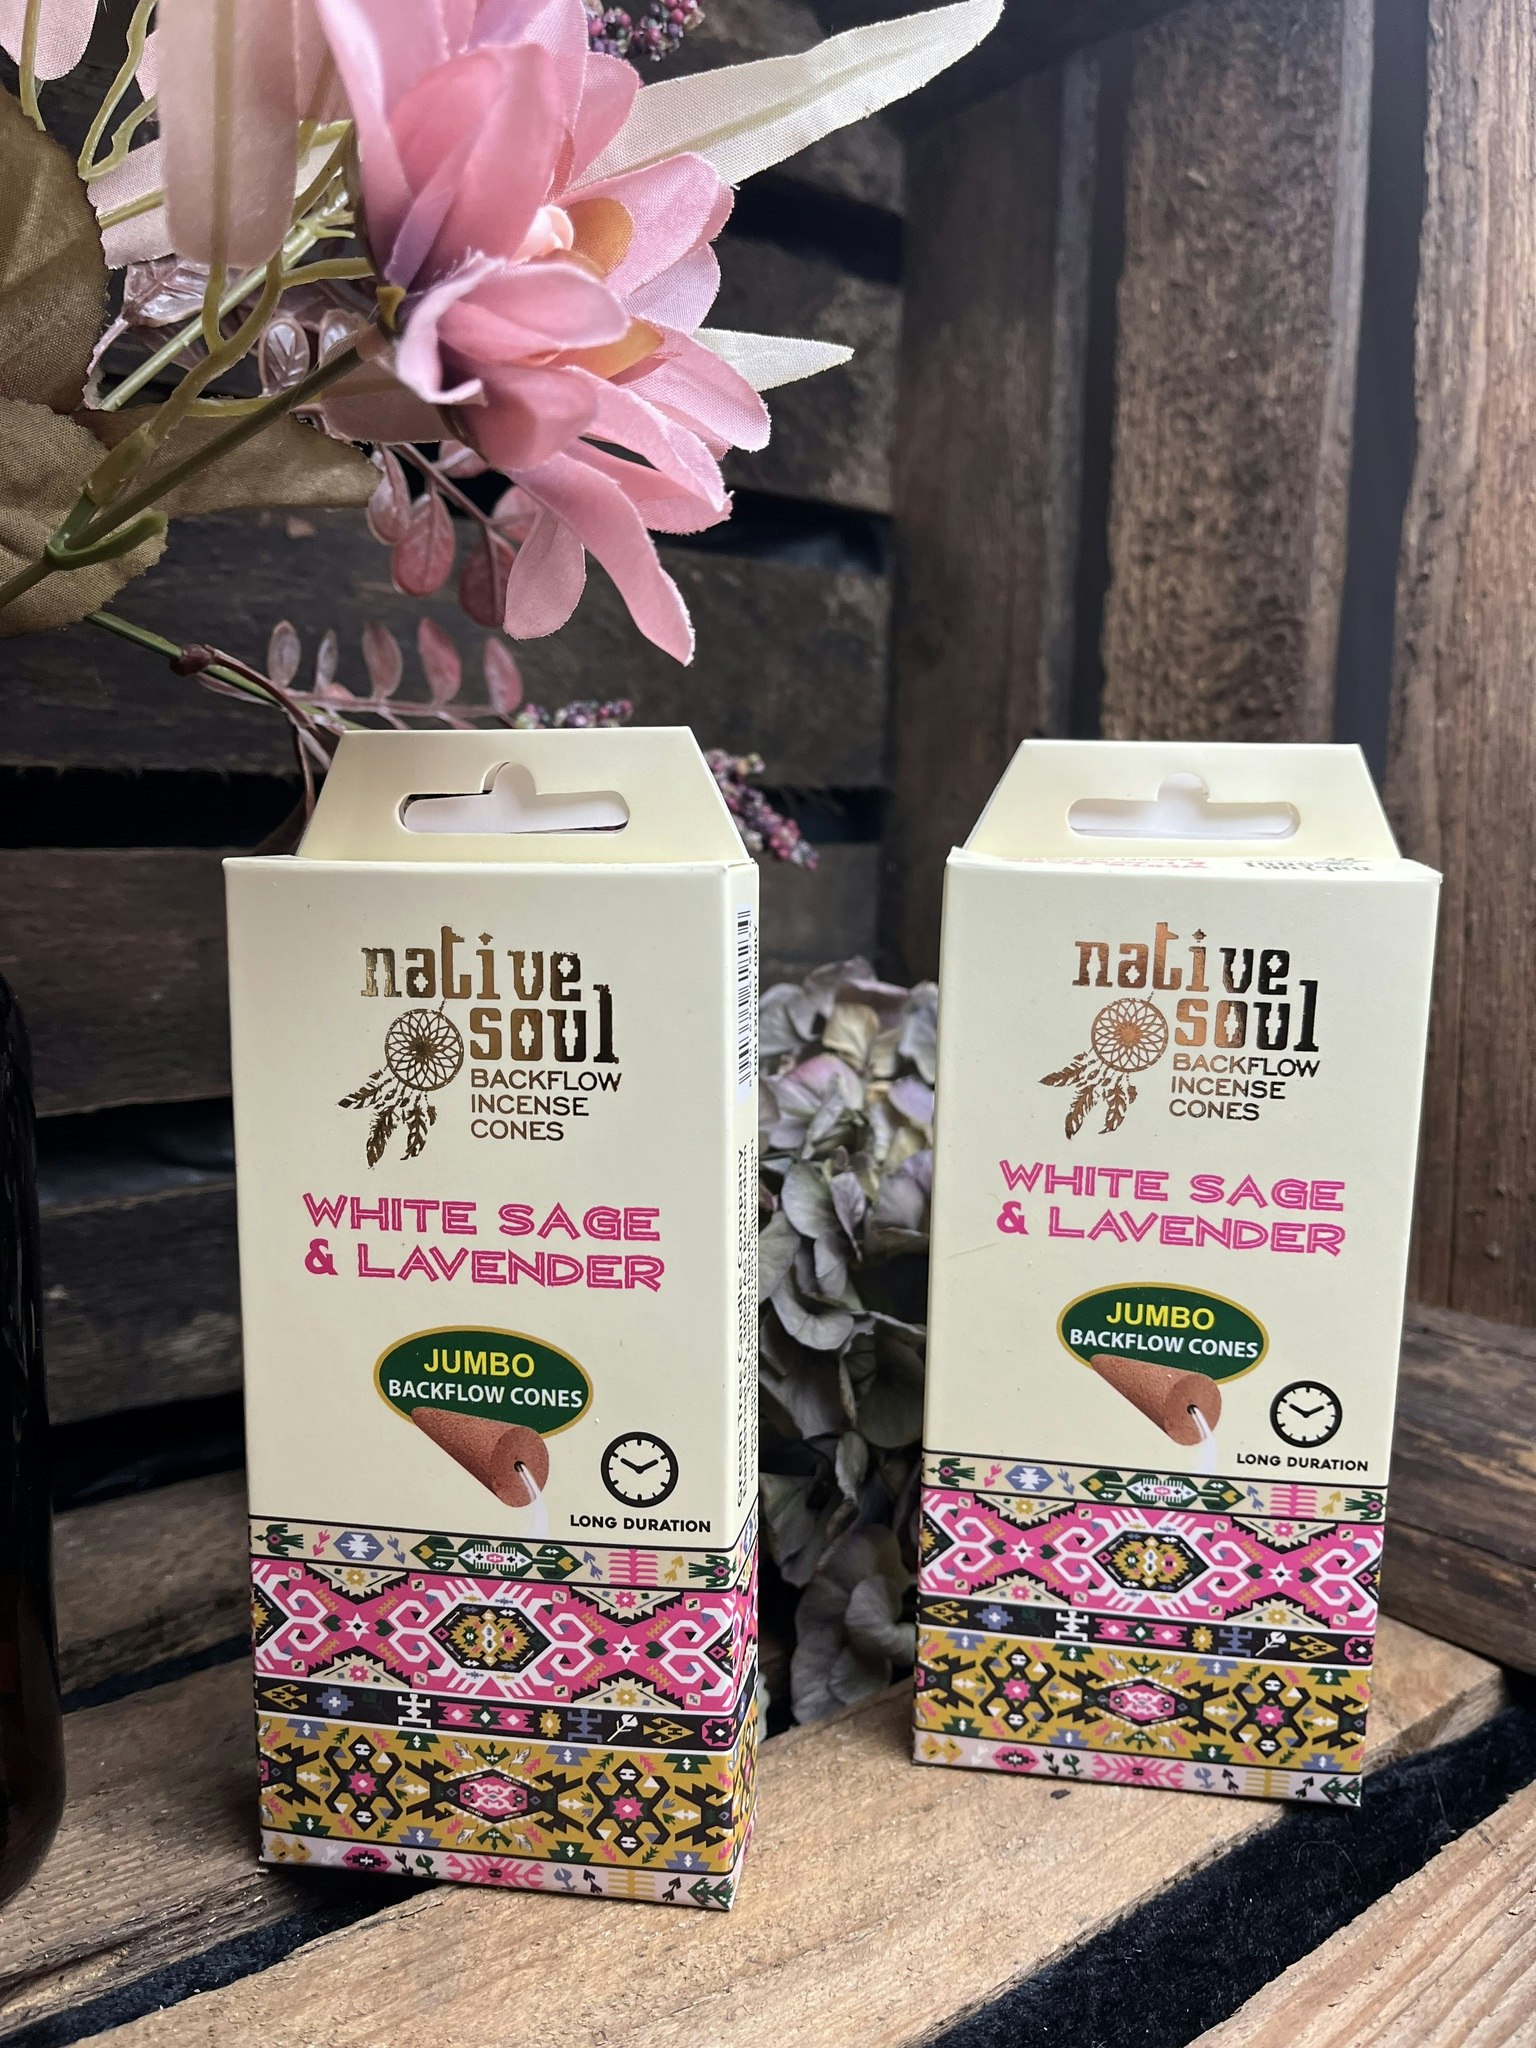 native
soul
BACKFLOW
INCENSE
CONES
WHITE SAGE
& LAVENDER
JUMBO
BACKFLOW CONES
LONG DURATION
native
soul
BACKFLOW
INCENSE
CONES
WHITE SAGE
& LAVENDER
JUMBO
BACKFLOW CONES
LONG DURATION